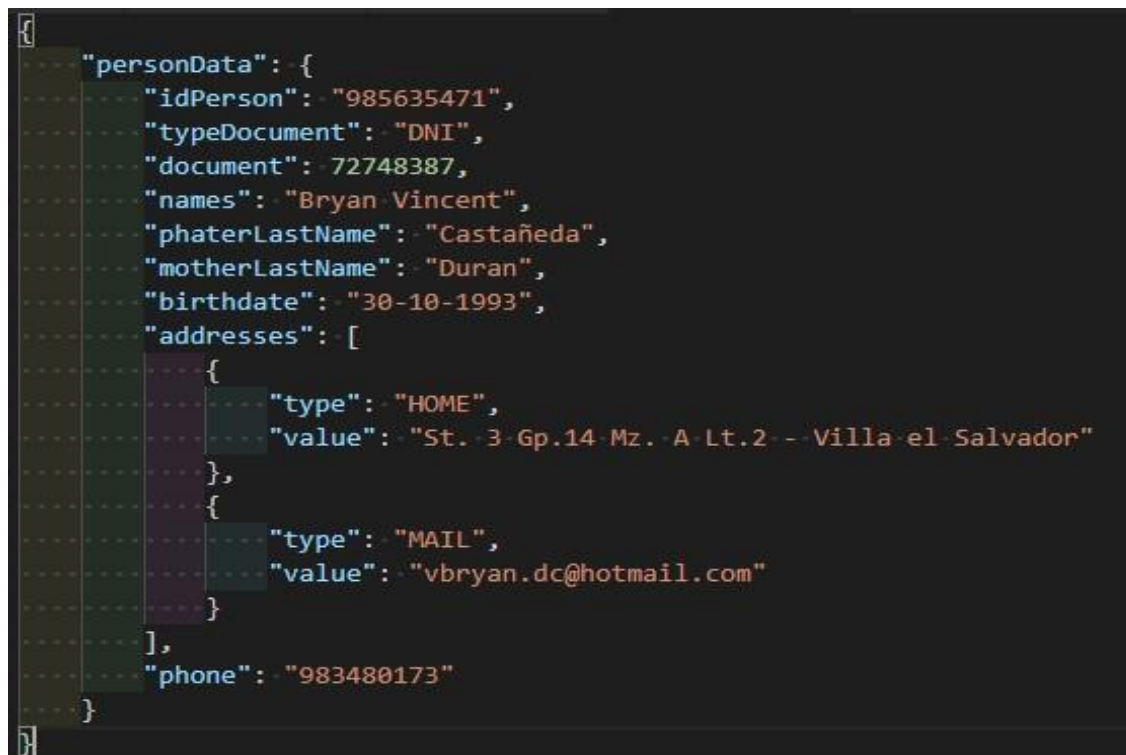 {
"personData": {
"idPerson": "985635471",
"typeDocument": "DNI",
"document": 72748387,
"names": "Bryan Vincent",
"phaterLastName": "Castañeda",
"motherLastName": "Duran",
"birthdate": "30-10-1993",
"addresses": [
{
"type": "HOME",
"value": "St. 3 Gp.14 Mz. A Lt.2 - Villa el Salvador"
},
{
"type": "MAIL",
"value": "vbryan.dc@hotmail.com"
}
],
"phone": "983480173"
}
}